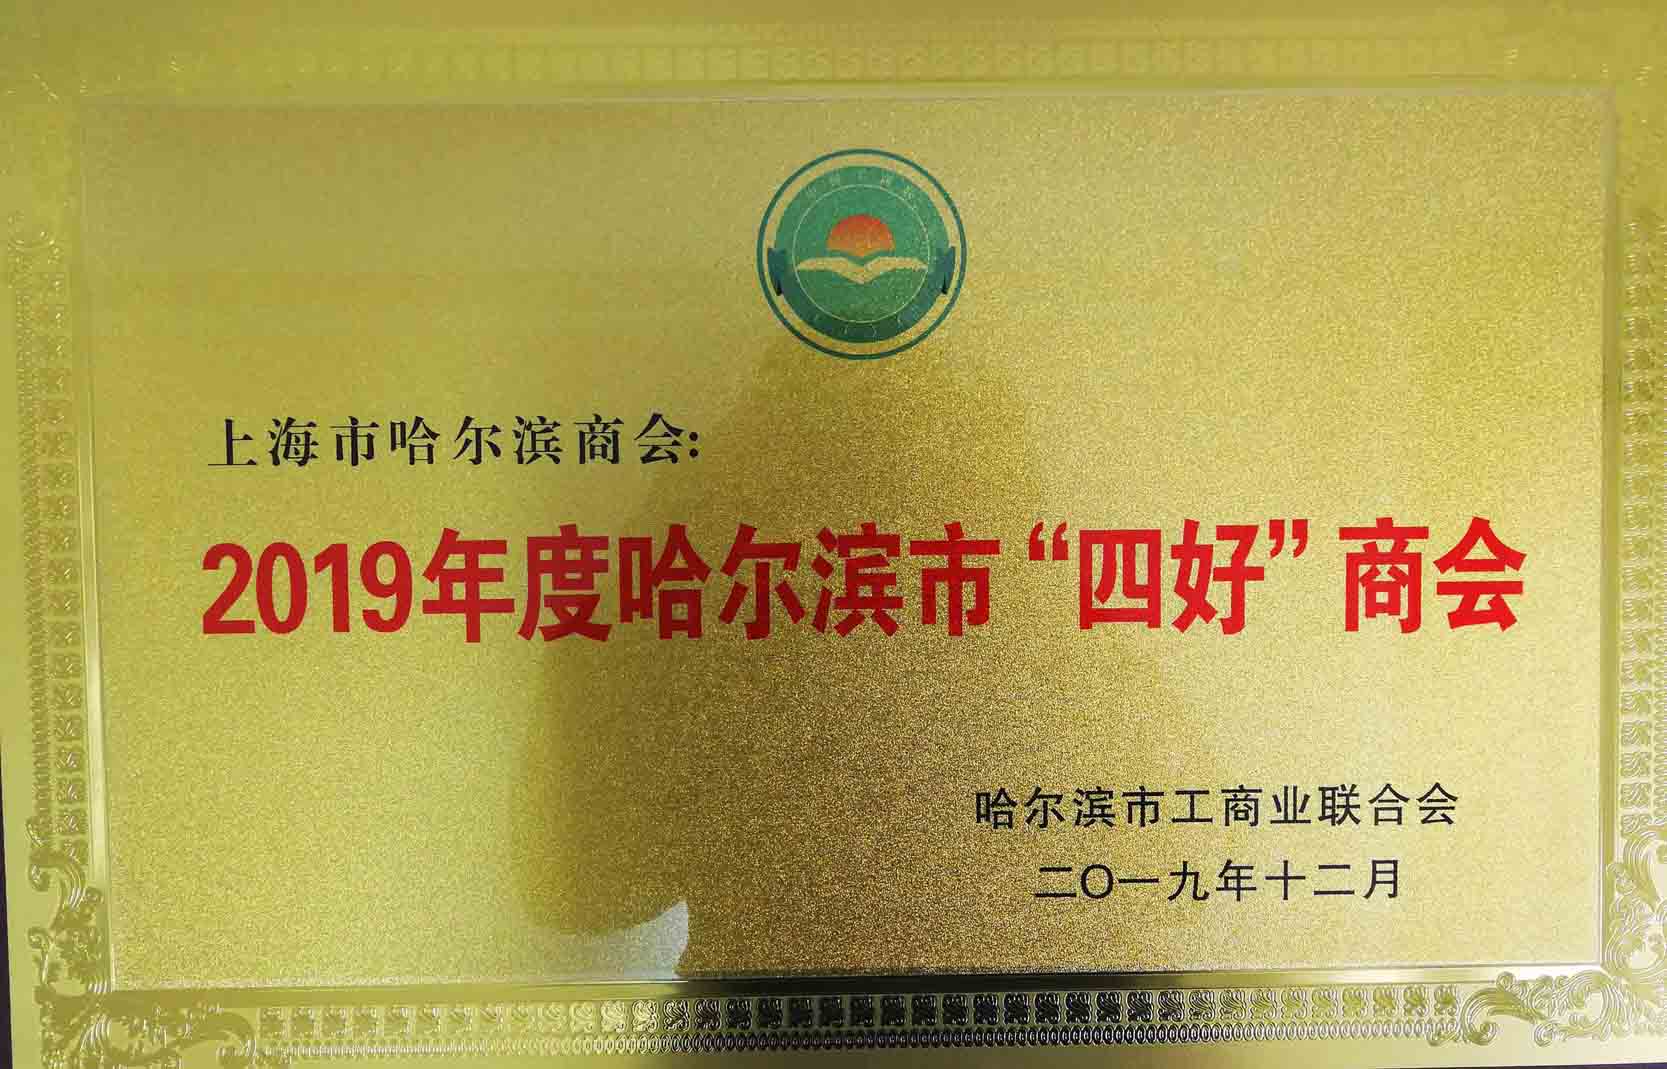 上海市哈尔滨商会:
2019年度哈尔滨市“四好”商会
哈尔滨市工商业联合会
二〇一九年十二月